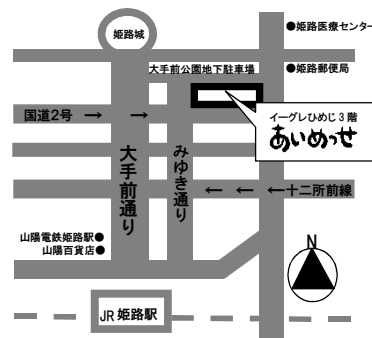 姫路城
●姫路医療センター
大手前公園地下駐車場
●姫路郵便局
国道2号 → →
イーグレひめじ3階
あいめっせ
大手前通り
みゆき通り
← ← ←十二所前線
山陽電鉄姫路駅●
山陽百貨店●
N
JR 姫路駅